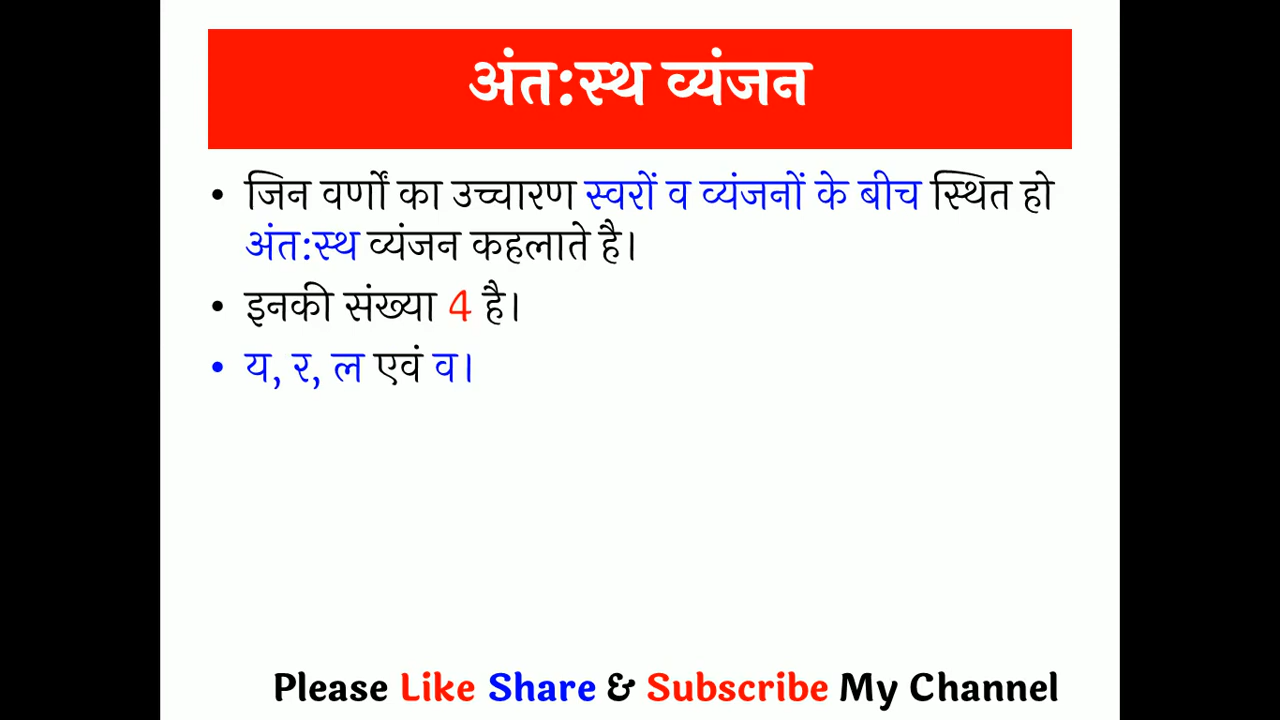 अंत:स्थ व्यंजन
• जिन वर्णों का उच्चारण स्वरों व व्यंजनों के बीच स्थित हो
अंत:स्थ व्यंजन कहलाते है।
• इनकी संख्या 4 है।
• य, र, ल एवं व।
Please Like Share & Subscribe My Channel